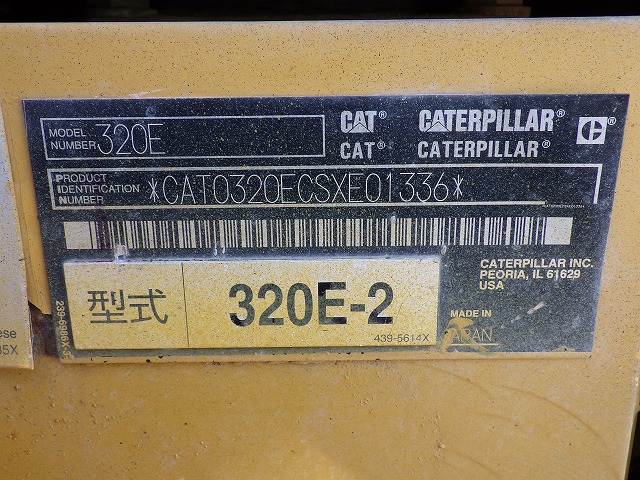 MODEL NUMBER 320E
CAT® CATERPILLAR® ®
CAT® CATERPILLAR®
PRODUCT IDENTIFICATION NUMBER *CAT0320ECSXE01336*
CATERPILLAR INC.
PEORIA, IL 61629
USA
型式 320E-2
439-5614X
MADE IN
JAPAN